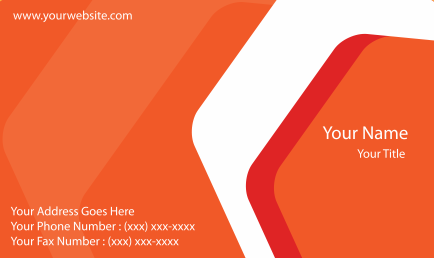 www.yourwebsite.com
Your Name
Your Title
Your Address Goes Here
Your Phone Number : (xxx) xxx-xxxx
Your Fax Number : (xxx) xxx-xxxx